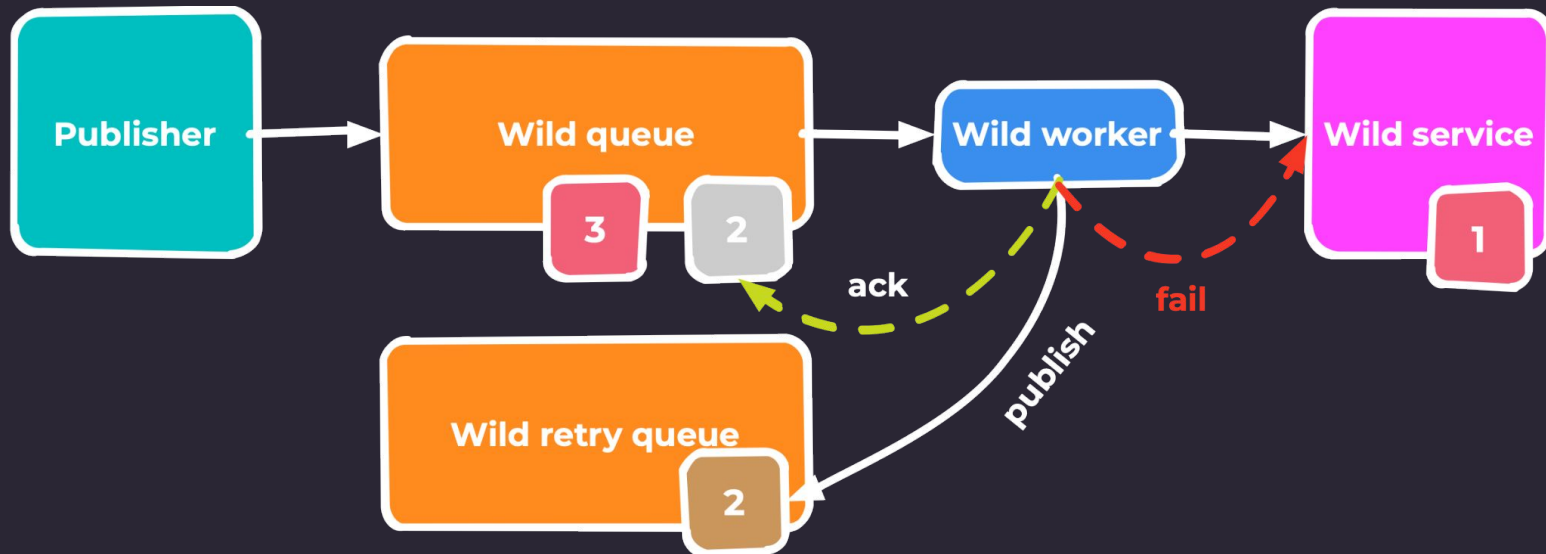 Publisher
Wild queue
Wild worker
Wild service
3
2
1
ack
fail
publish
Wild retry queue
2